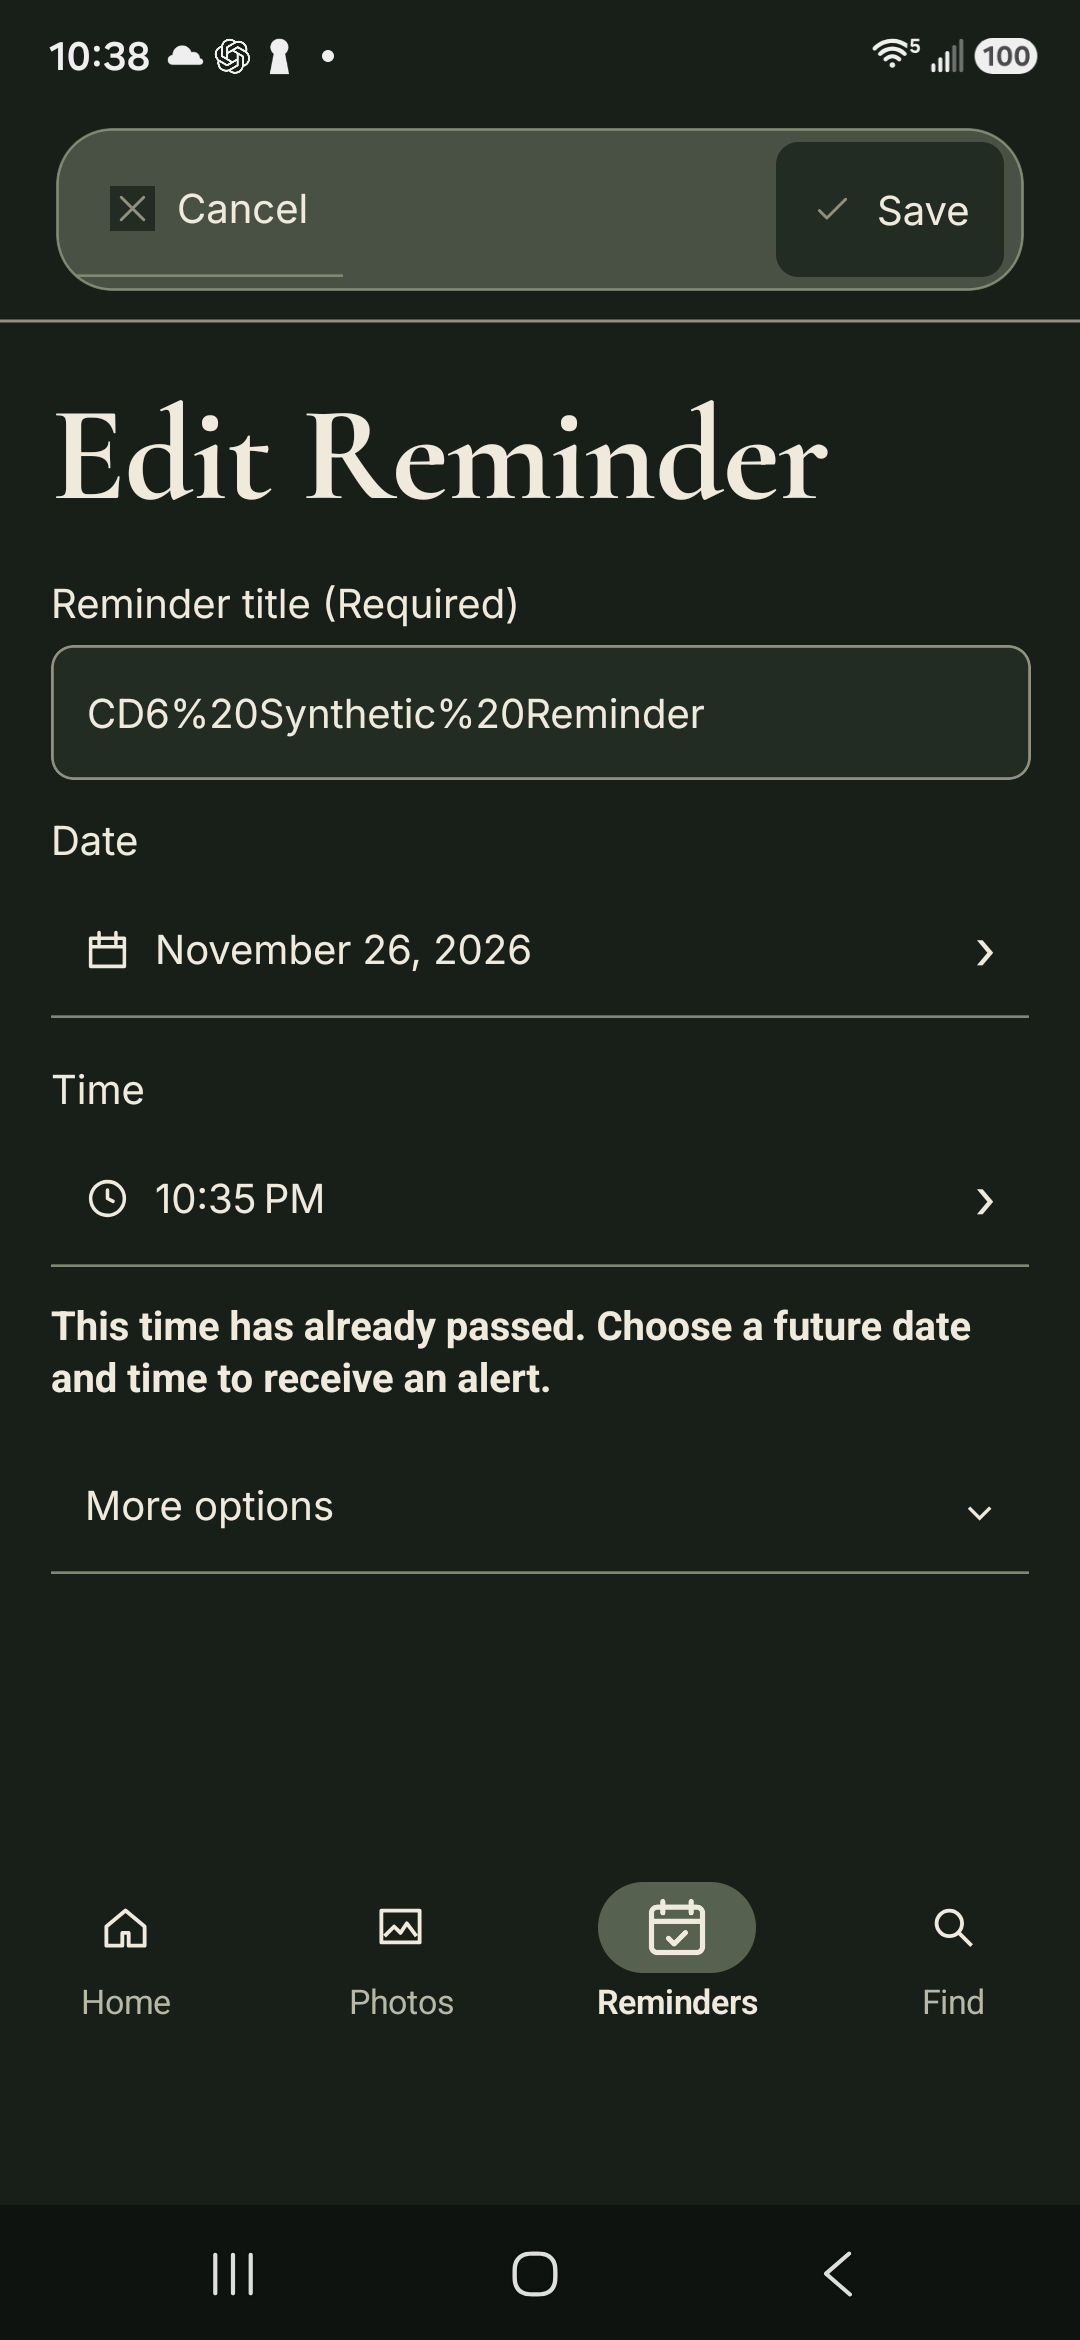 10:38
5
100
Cancel
Save
Edit Reminder
Reminder title (Required)
CD6%20Synthetic%20Reminder
Date
November 26, 2026
Time
10:35 PM
This time has already passed. Choose a future date
and time to receive an alert.
More options
Home Photos Reminders Find